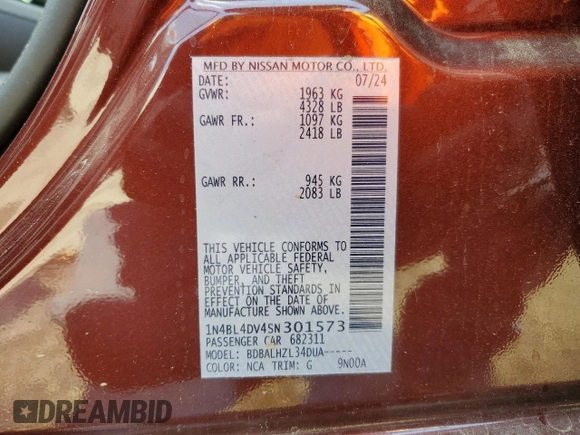 MFD BY NISSAN MOTOR CO., LTD.
DATE: 07/24
GVWR: 1963 KG
4328 LB
GAWR FR.: 1097 KG
2418 LB
GAWR RR.: 945 KG
2083 LB
THIS VEHICLE CONFORMS TO
ALL APPLICABLE FEDERAL
MOTOR VEHICLE SAFETY,
BUMPER, AND THEFT
PREVENTION STANDARDS IN
EFFECT ON THE DATE OF
MANUFACTURE SHOWN ABOVE.
1N4BL4DV4SN301573
PASSENGER CAR 682311
MODEL: BDBALHZL34DUA-----
COLOR: NCA TRIM: G 9N00A
DREAMBID